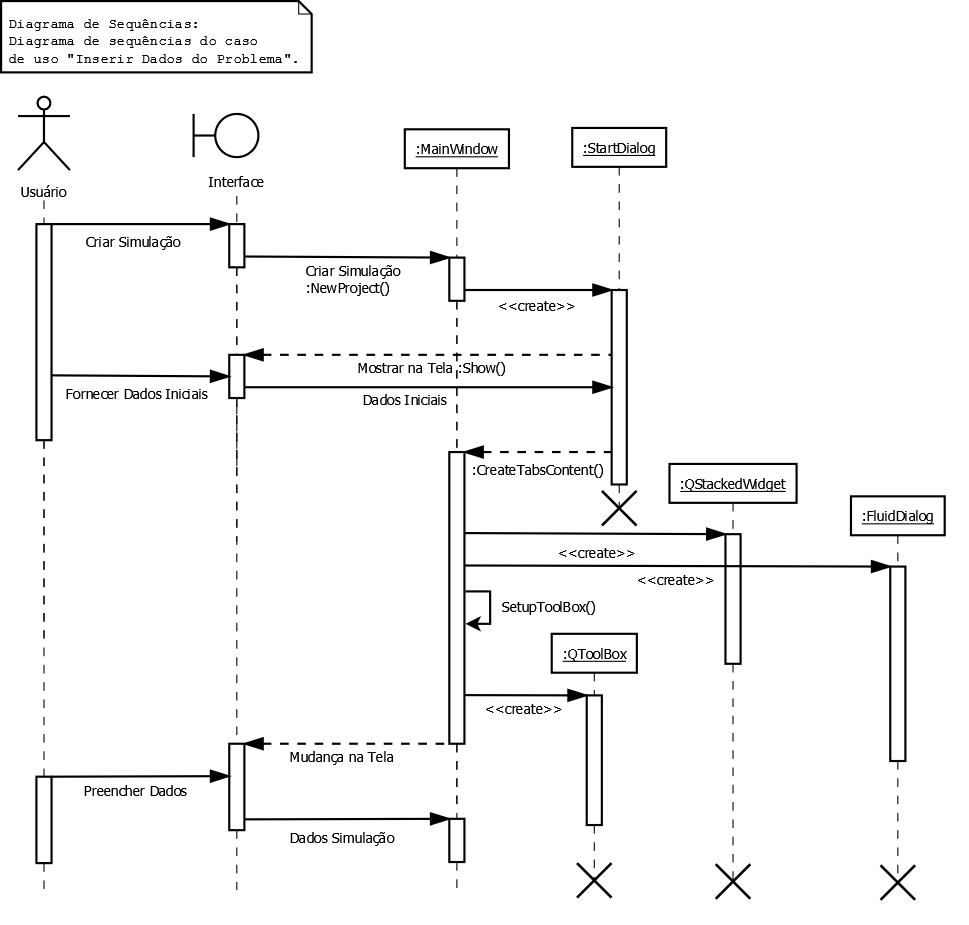 Diagrama de Sequências:
Diagrama de sequências do caso
de uso "Inserir Dados do Problema".
:MainWindow
:StartDialog
Interface
Usuário
Criar Simulação
Criar Simulação
:NewProject()
<<create>>
Mostrar na Tela :Show()
Fornecer Dados Iniciais
Dados Iniciais
:CreateTabsContent()
:QStackedWidget
:FluidDialog
<<create>>
<<create>>
SetupToolBox()
:QToolBox
<<create>>
Mudança na Tela
Preencher Dados
Dados Simulação